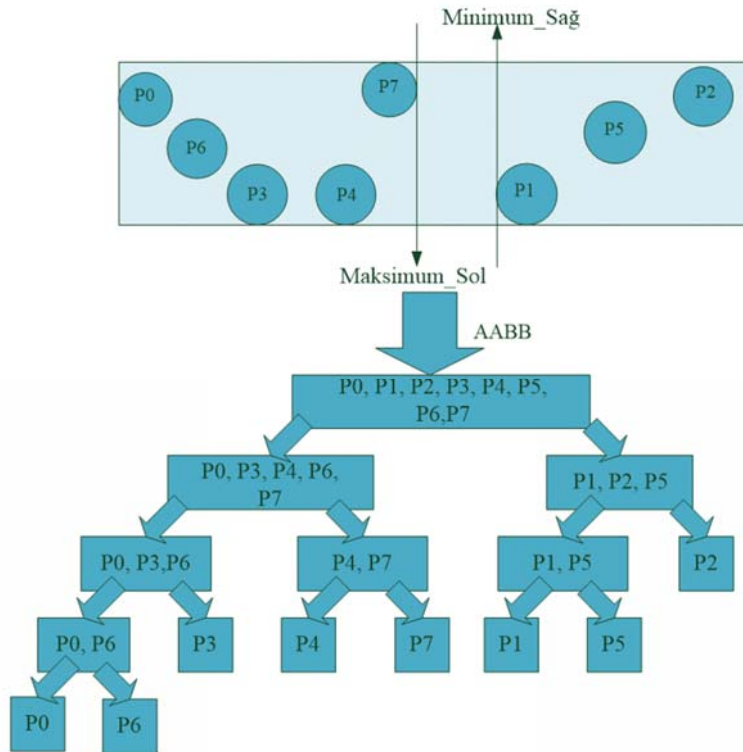 Minimum_Sağ
P0
P7
P2
P5
P6
P3
P4
P1
Maksimum_Sol
AABB
P0, P1, P2, P3, P4, P5,
P6,P7
P0, P3, P4, P6,
P7
P1, P2, P5
P0, P3,P6
P4, P7
P1, P5
P2
P0, P6
P3
P4
P7
P1
P5
P0
P6